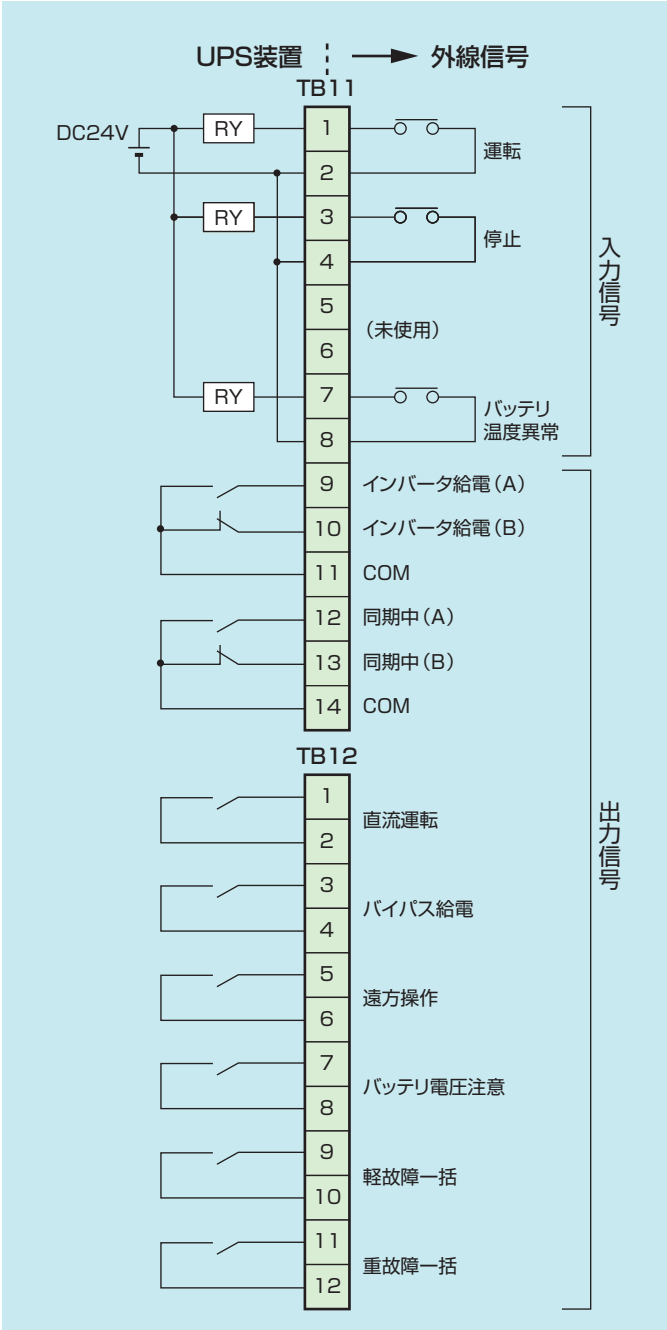 UPS装置 外線信号
TB11
DC24V
RY 1
運転
2
RY 3
停止
4
5
(未使用)
6
RY 7
バッテリ
温度異常
8
入力信号
9 インバータ給電(A)
10 インバータ給電(B)
11 COM
12 同期中(A)
13 同期中(B)
14 COM
TB12
1
直流運転
2
3
バイパス給電
4
5
遠方操作
6
7
バッテリ電圧注意
8
9
軽故障一括
10
11
重故障一括
12
出力信号